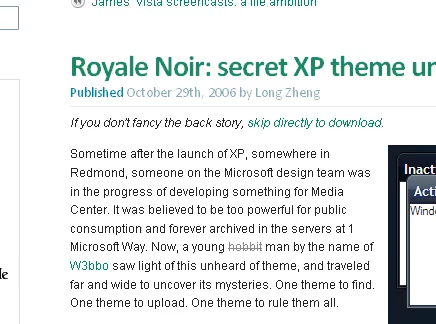 James' Vista screencasts: a life ambition
Royale Noir: secret XP theme un
Published October 29th, 2006 by Long Zheng
If you don't fancy the back story, skip directly to download.
Sometime after the launch of XP, somewhere in
Redmond, someone on the Microsoft design team was
in the progress of developing something for Media
Center. It was believed to be too powerful for public
consumption and forever archived in the servers at 1
Microsoft Way. Now, a young hobbit man by the name of
W3bbo saw light of this unheard of theme, and traveled
far and wide to uncover its mysteries. One theme to find.
One theme to upload. One theme to rule them all.
Inact
Acti
Windo